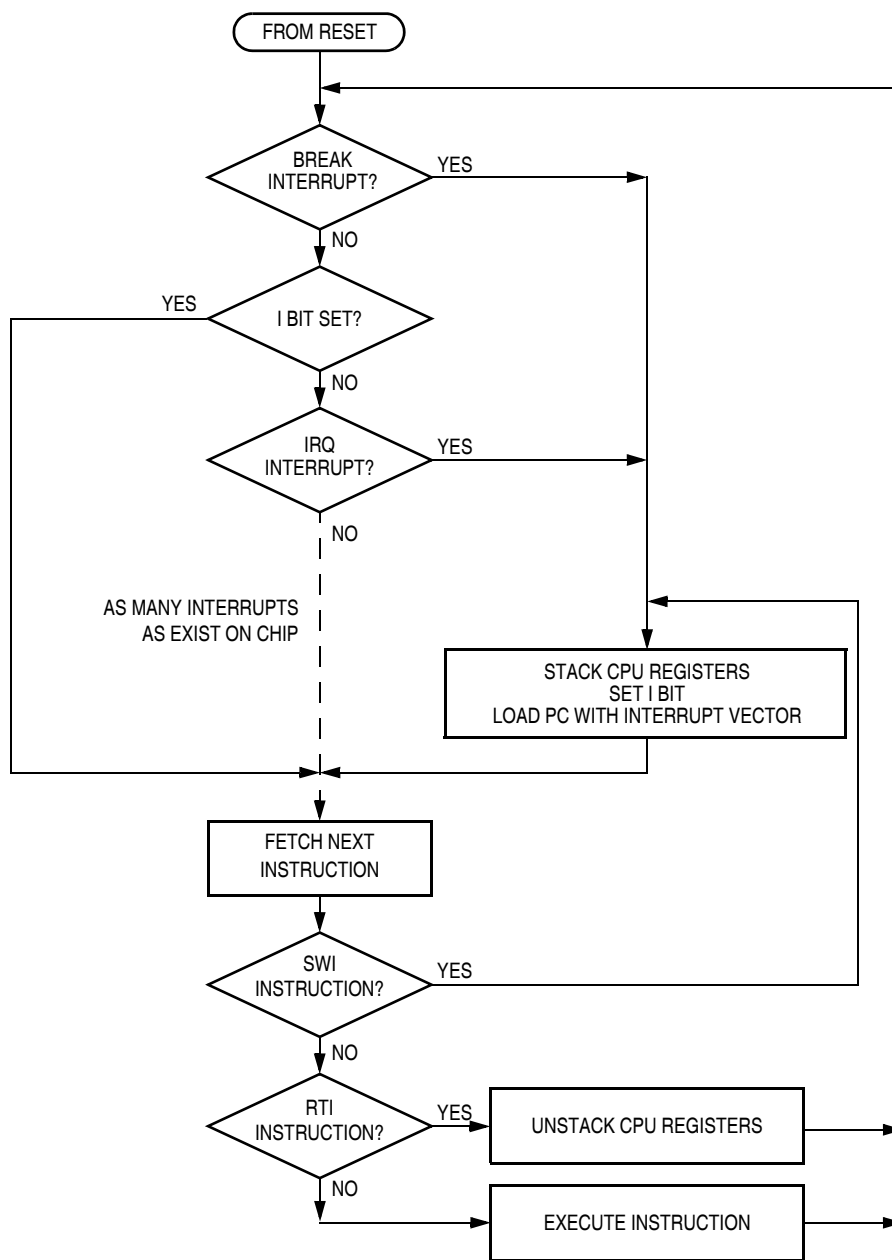 FROM RESET
BREAK
INTERRUPT?
YES
NO
YES
I BIT SET?
NO
IRQ
INTERRUPT?
YES
NO
AS MANY INTERRUPTS
AS EXIST ON CHIP
STACK CPU REGISTERS
SET I BIT
LOAD PC WITH INTERRUPT VECTOR
FETCH NEXT
INSTRUCTION
SWI
INSTRUCTION?
YES
NO
RTI
INSTRUCTION?
YES
UNSTACK CPU REGISTERS
NO
EXECUTE INSTRUCTION